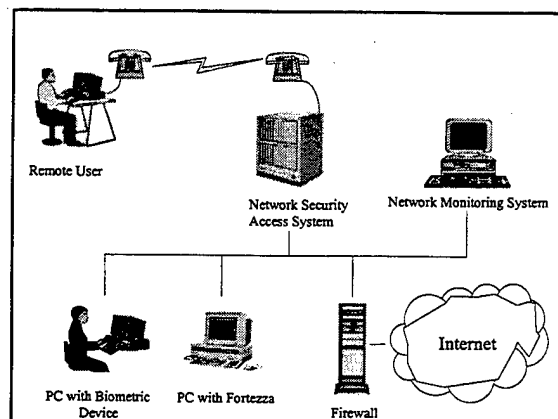 Remote User
Network Security
Access System
Network Monitoring System
PC with Biometric
Device
PC with Fortezza
Firewall
Internet